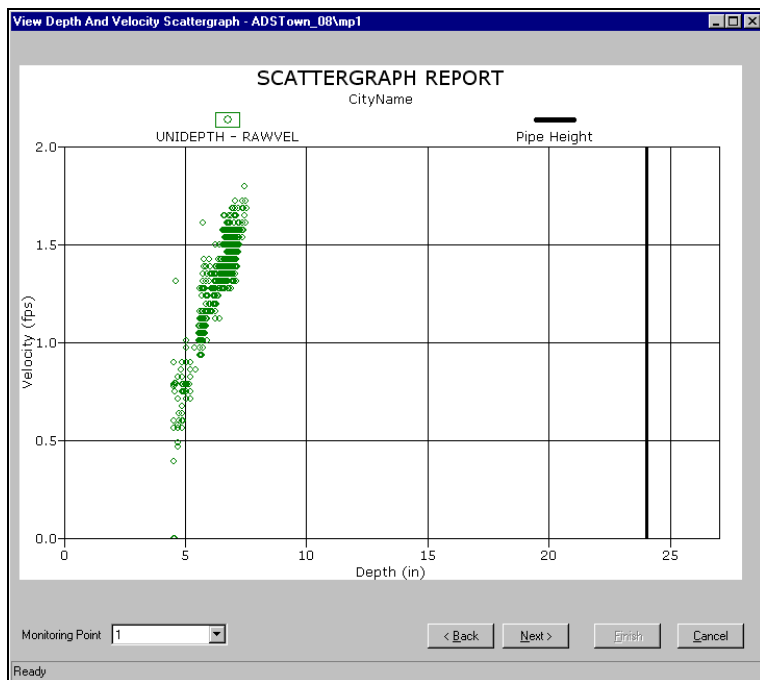 View Depth And Velocity Scattergraph - ADSTown_08\mp1
SCATTERGRAPH REPORT
CityName
UNIDEPTH - RAWVEL
Pipe Height
2.0
1.5
1.0
0.5
0.0
Velocity (fps)
0 5 10 15 20 25
Depth (in)
Monitoring Point 1
< Back Next > Finish Cancel
Ready